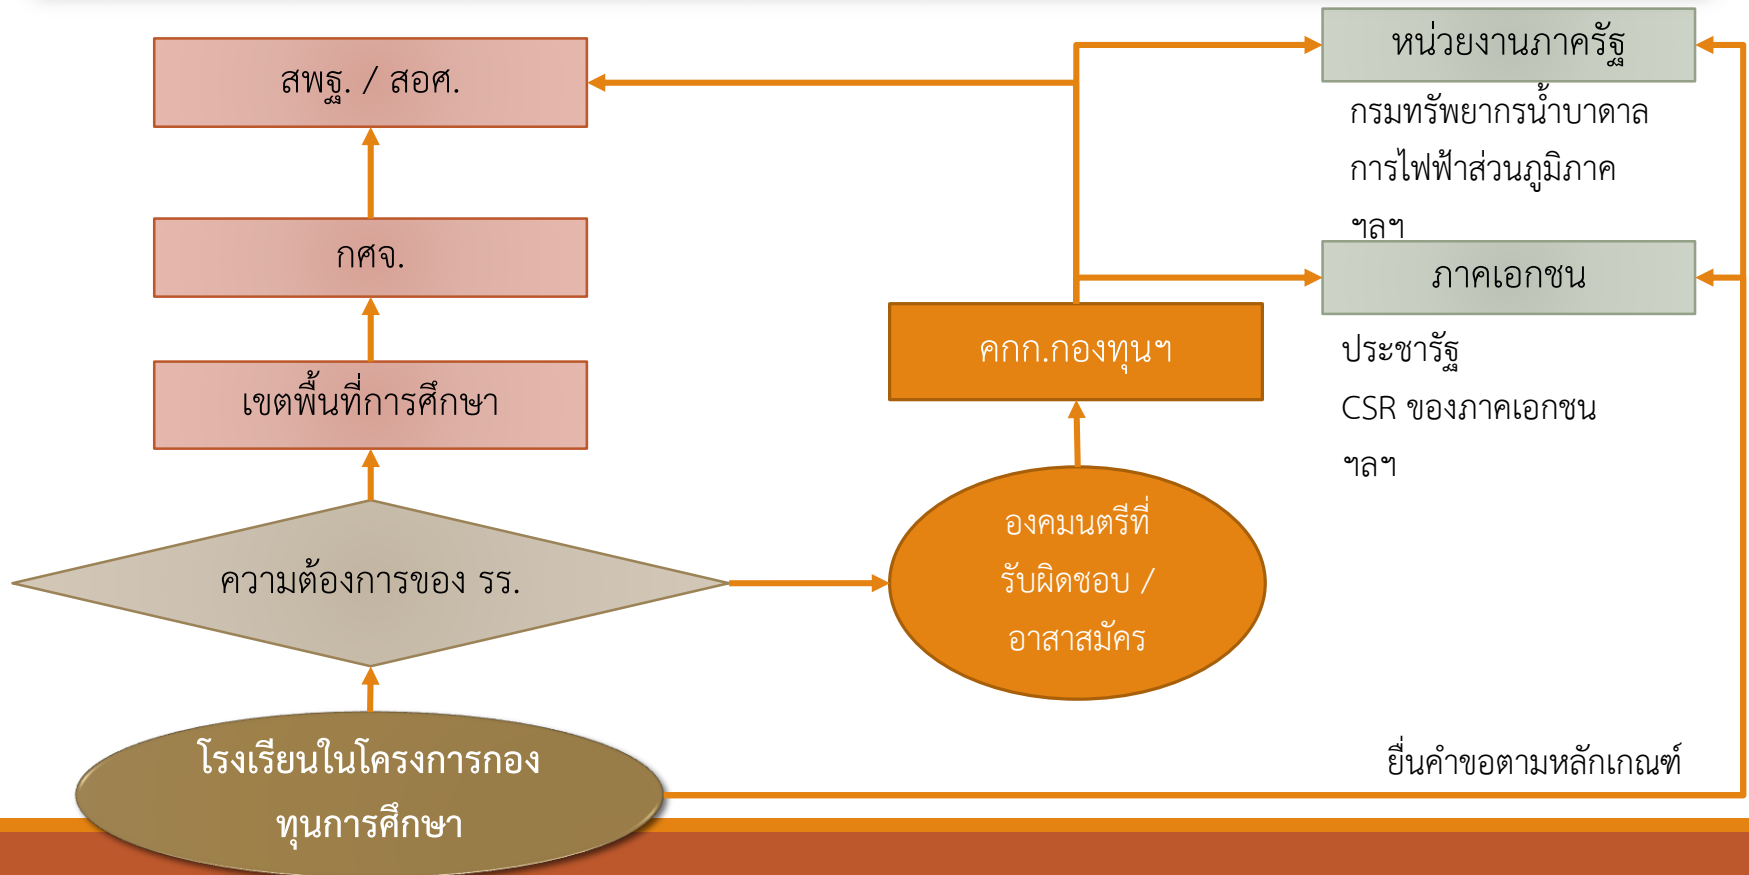 สพฐ. / สอศ.
กศจ.
เขตพื้นที่การศึกษา
ความต้องการของ รร.
โรงเรียนในโครงการกอง
ทุนการศึกษา
องคมนตรีที่
รับผิดชอบ /
อาสาสมัคร
คกก.กองทุนฯ
หน่วยงานภาครัฐ
กรมทรัพยากรน้ำบาดาล
การไฟฟ้าส่วนภูมิภาค
ฯลฯ
ภาคเอกชน
ประชารัฐ
CSR ของภาคเอกชน
ฯลฯ
ยื่นคำขอตามหลักเกณฑ์